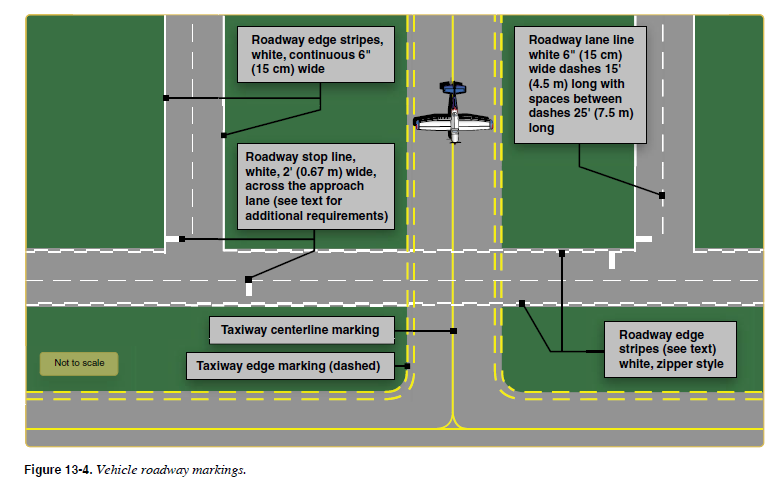 Roadway edge stripes,
white, continuous 6"
(15 cm) wide
Roadway lane line
white 6" (15 cm)
wide dashes 15'
(4.5 m) long with
spaces between
dashes 25' (7.5 m)
long
Roadway stop line,
white, 2' (0.67 m) wide,
across the approach
lane (see text for
additional requirements)
Taxiway centerline marking
Taxiway edge marking (dashed)
Roadway edge
stripes (see text)
white, zipper style
Not to scale
Figure 13-4. Vehicle roadway markings.